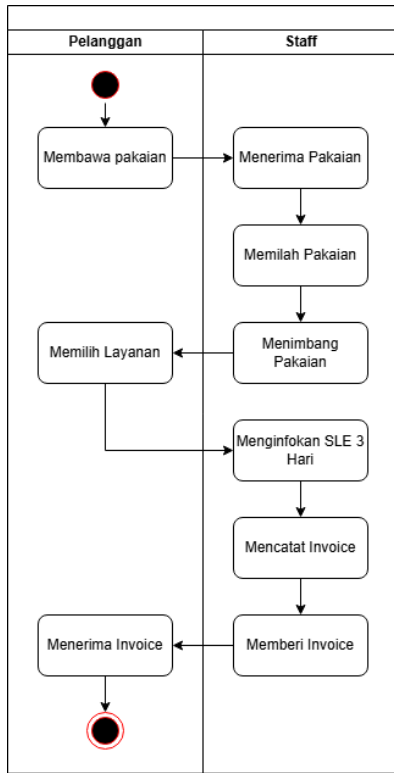 Pelanggan
Staff
Membawa pakaian
Menerima Pakaian
Memilah Pakaian
Menimbang
Pakaian
Memilih Layanan
Menginfokan SLE 3
Hari
Mencatat Invoice
Memberi Invoice
Menerima Invoice